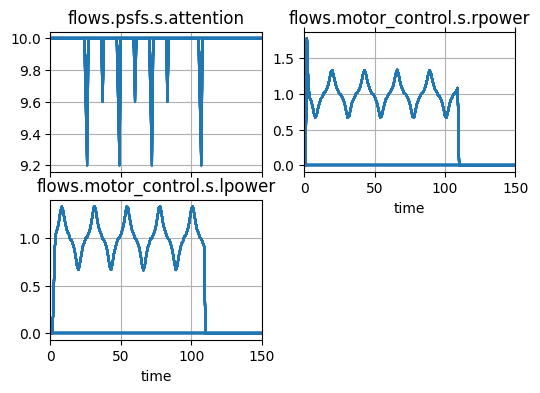 flows.psfs.s.attention
10.0
9.8
9.6
9.4
9.2
flows.motor_control.s.rpower
1.5
1.0
0.5
0.0
0 50 100 150
time
flows.motor_control.s.lpower
1.0
0.5
0.0
0 50 100 150
time